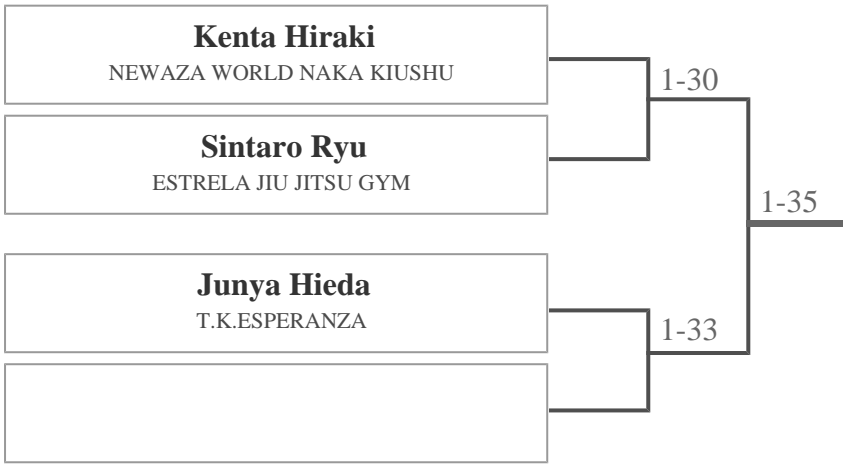 Kenta Hiraki
NEWAZA WORLD NAKA KIUSHU
1-30
Sintaro Ryu
ESTRELA JIU JITSU GYM
1-35
Junya Hieda
T.K.ESPERANZA
1-33